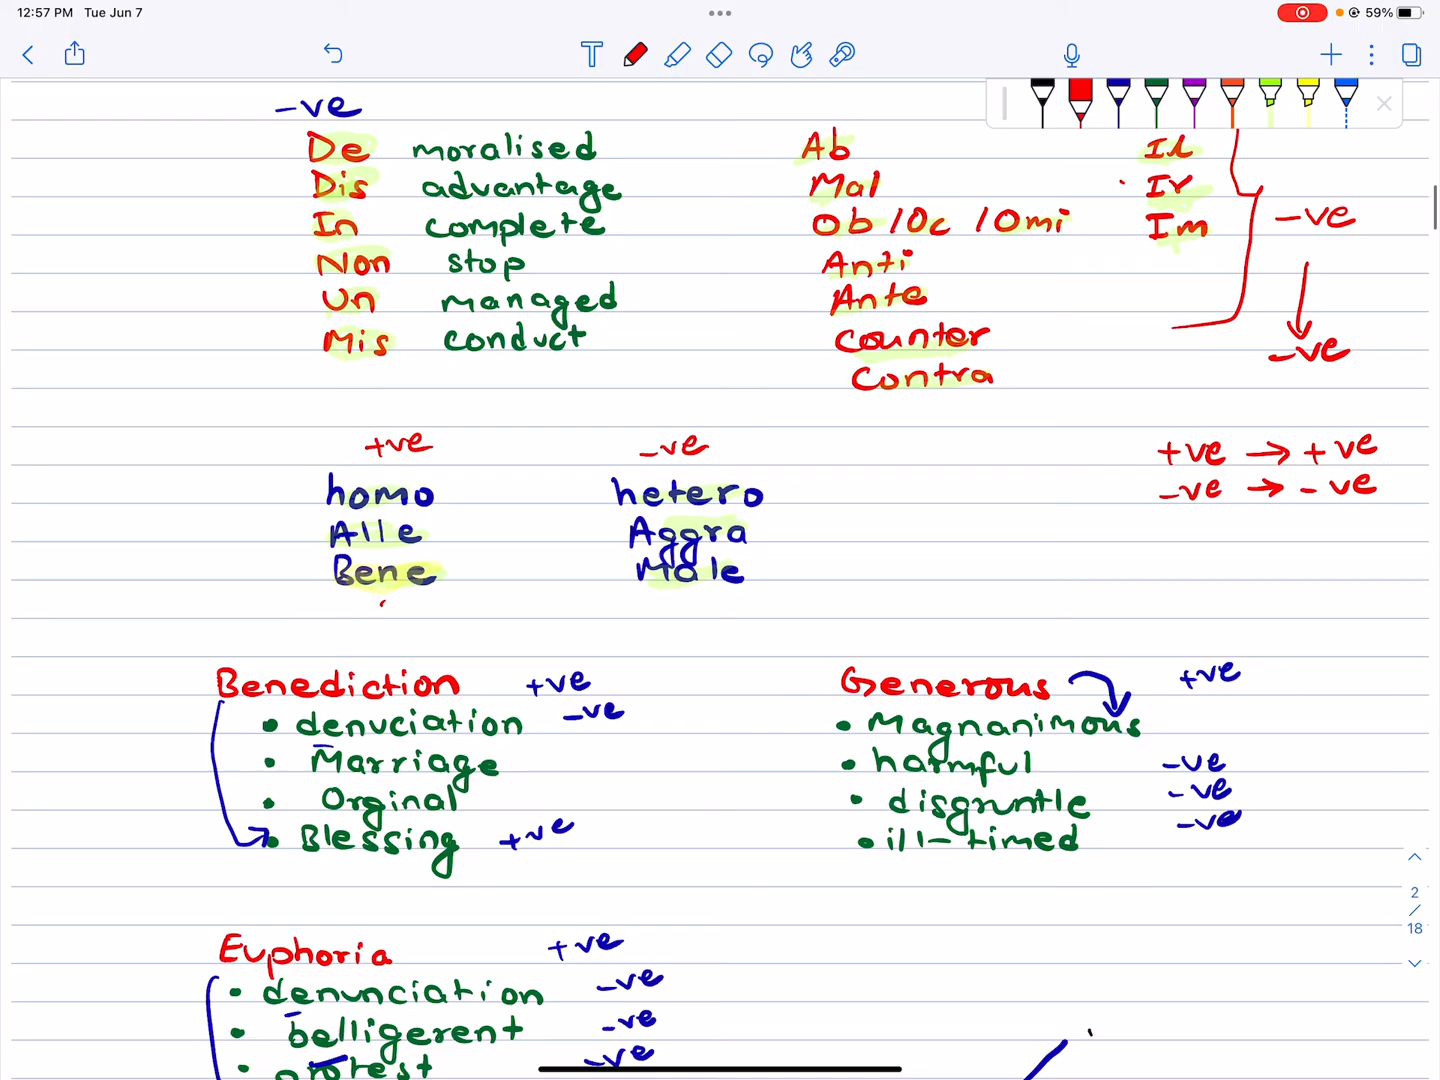 12:57 PM Tue Jun 7
59%
-ve
De moralised
Dis advantage
In complete
Non stop
Un managed
Mis conduct
Ab
Mal
Ob / Oc / Omi
Anti
Ante
Counter
Contra
Il
Ir
Im
-ve
-ve
+ve
homo
Alle
Bene
-ve
hetero
Aggra
Male
+ve → +ve
-ve → -ve
Benediction +ve
• denuciation -ve
• Marriage
• Orginal
• Blessing +ve
Generous +ve
• Magnanimous
• harmful -ve
• disgruntle -ve
• ill-timed -ve
Euphoria +ve
• denunciation -ve
• belligerent -ve
• protest -ve
2
/
18